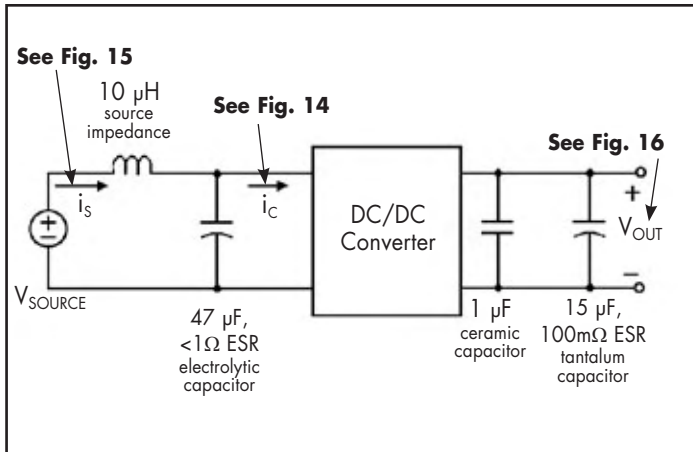 See Fig. 15
10 µH
source
impedance
See Fig. 14
See Fig. 16
iS
iC
DC/DC
Converter
+
VOUT
−
+
−
VSOURCE
47 µF,
<1Ω ESR
electrolytic
capacitor
1 µF
ceramic
capacitor
15 µF,
100mΩ ESR
tantalum
capacitor